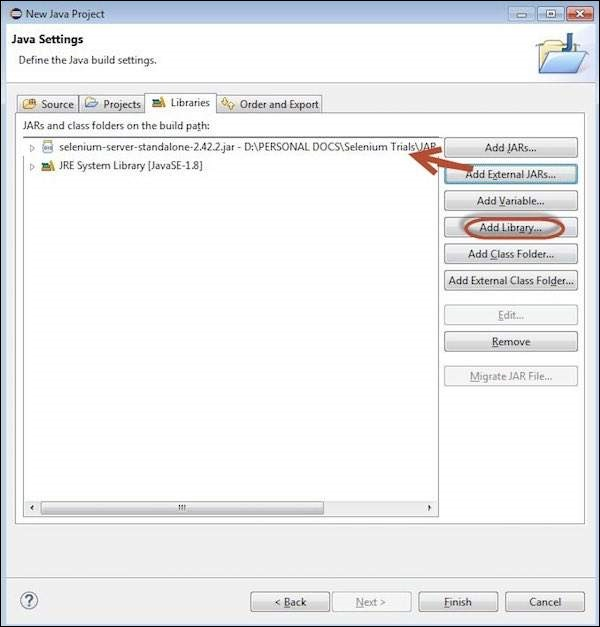 New Java Project
Java Settings
Define the Java build settings.
Source
Projects
Libraries
Order and Export
JARs and class folders on the build path:
selenium-server-standalone-2.42.2.jar - D:\PERSONAL DOCS\Selenium Trials\JAR
JRE System Library [JavaSE-1.8]
Add JARs...
Add External JARs...
Add Variable...
Add Library...
Add Class Folder...
Add External Class Folder...
Edit...
Remove
Migrate JAR File...
?
< Back
Next >
Finish
Cancel